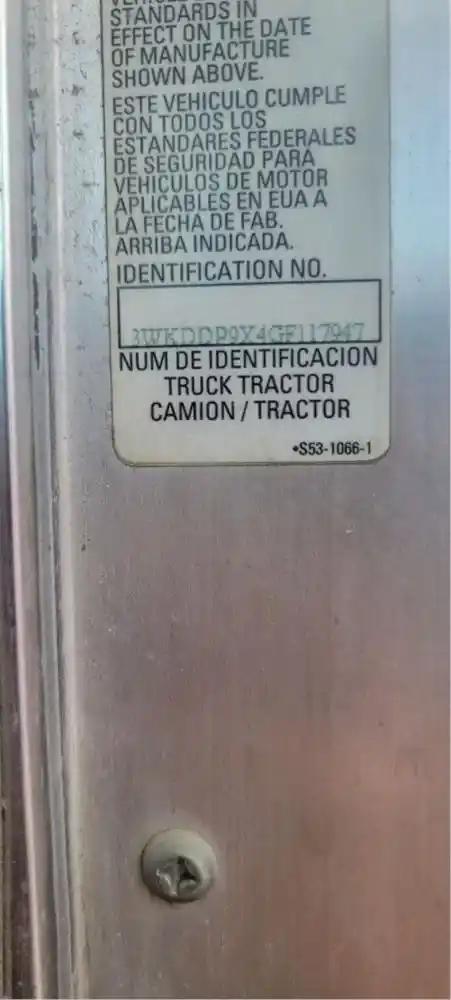 VEHICLE
STANDARDS IN
EFFECT ON THE DATE
OF MANUFACTURE
SHOWN ABOVE.
ESTE VEHICULO CUMPLE
CON TODOS LOS
ESTANDARES FEDERALES
DE SEGURIDAD PARA
VEHICULOS DE MOTOR
APLICABLES EN EUA A
LA FECHA DE FAB.
ARRIBA INDICADA.
IDENTIFICATION NO.
3WKDDP9X4GF117947
NUM DE IDENTIFICACION
TRUCK TRACTOR
CAMION / TRACTOR
•S53-1066-1